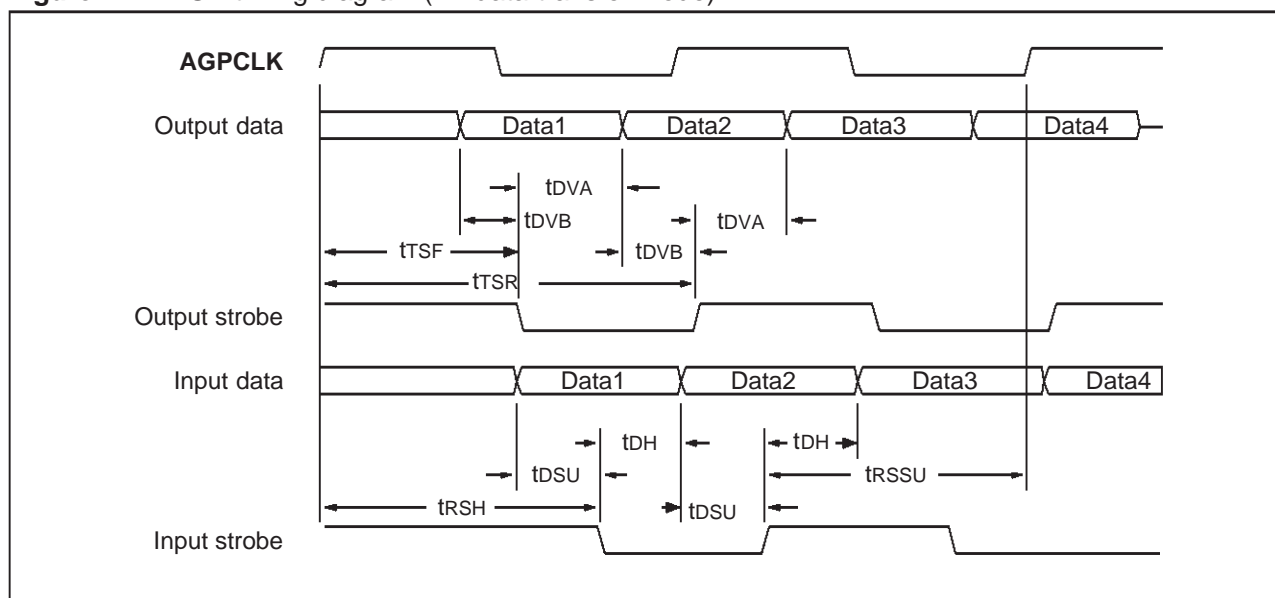 AGPCLK
Output data
Data1 Data2 Data3 Data4
tDVA
tDVB tDVA
tTSF tDVB
tTSR
Output strobe
Input data
Data1 Data2 Data3 Data4
tDH tDH
tDSU tRSSU
tRSH tDSU
Input strobe